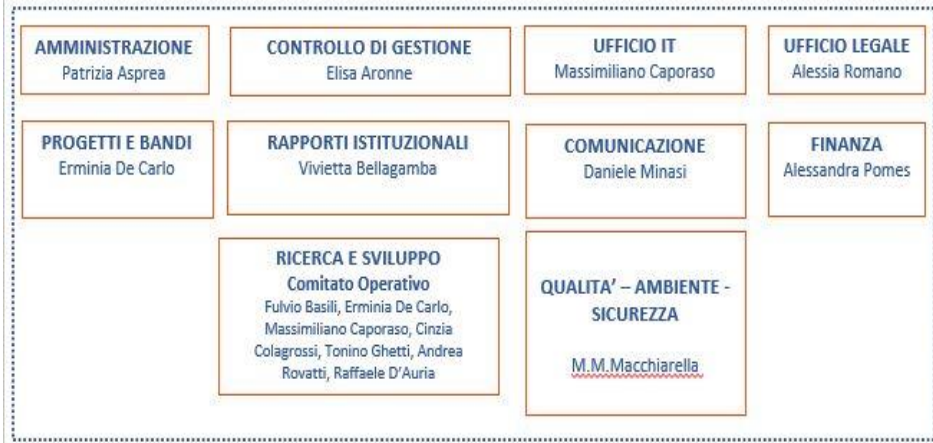 AMMINISTRAZIONE
Patrizia Asprea
CONTROLLO DI GESTIONE
Elisa Aronne
UFFICIO IT
Massimiliano Caporaso
UFFICIO LEGALE
Alessia Romano
PROGETTI E BANDI
Erminia De Carlo
RAPPORTI ISTITUZIONALI
Vivietta Bellagamba
COMUNICAZIONE
Daniele Minasi
FINANZA
Alessandra Pomes
RICERCA E SVILUPPO
Comitato Operativo
Fulvio Basili, Erminia De Carlo,
Massimiliano Caporaso, Cinzia
Colagrossi, Tonino Ghetti, Andrea
Rovatti, Raffaele D'Auria
QUALITA’ – AMBIENTE -
SICUREZZA
M.M.Macchiarella